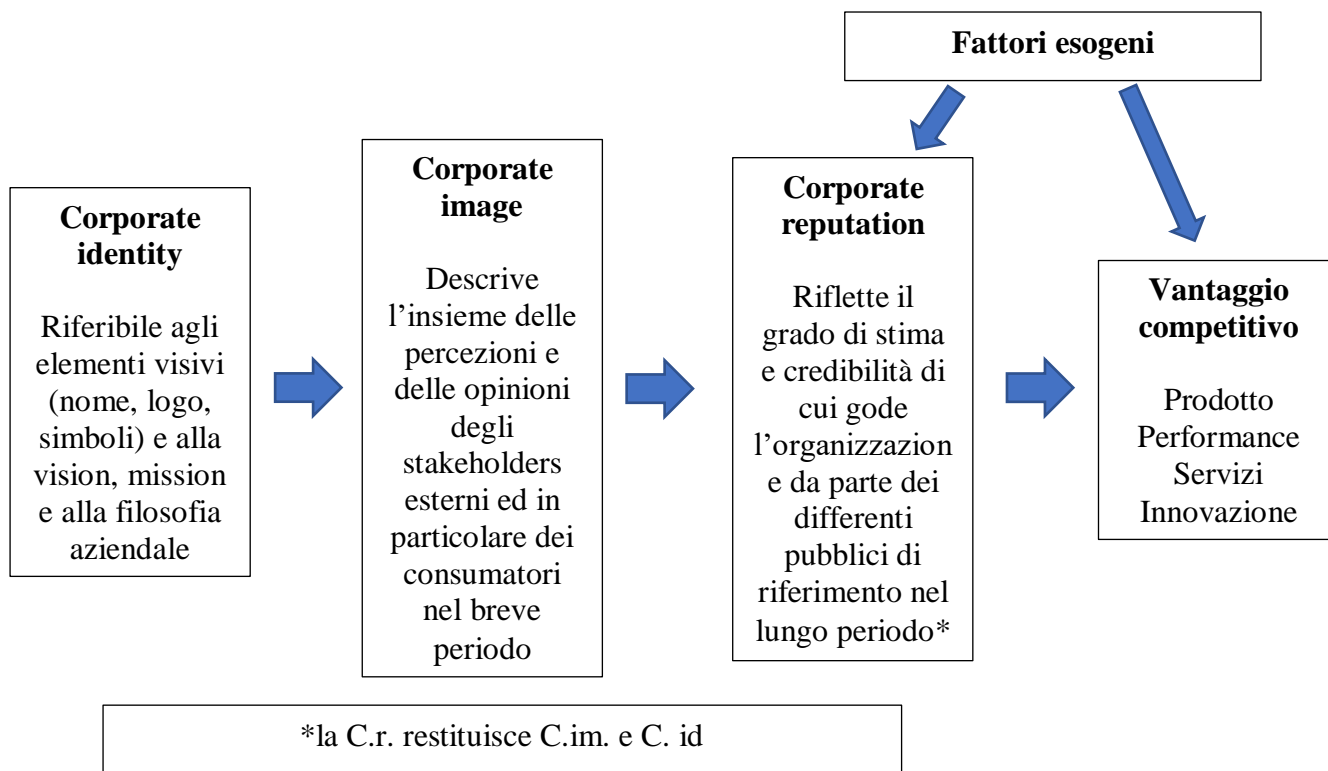 Fattori esogeni
Corporate
identity
Riferibile agli
elementi visivi
(nome, logo,
simboli) e alla
vision, mission
e alla filosofia
aziendale
Corporate
image
Descrive
l’insieme delle
percezioni e
delle opinioni
degli
stakeholders
esterni ed in
particolare dei
consumatori
nel breve
periodo
Corporate
reputation
Riflette il
grado di stima
e credibilità di
cui gode
l’organizzazion
e da parte dei
differenti
pubblici di
riferimento nel
lungo periodo*
Vantaggio
competitivo
Prodotto
Performance
Servizi
Innovazione
*la C.r. restituisce C.im. e C. id